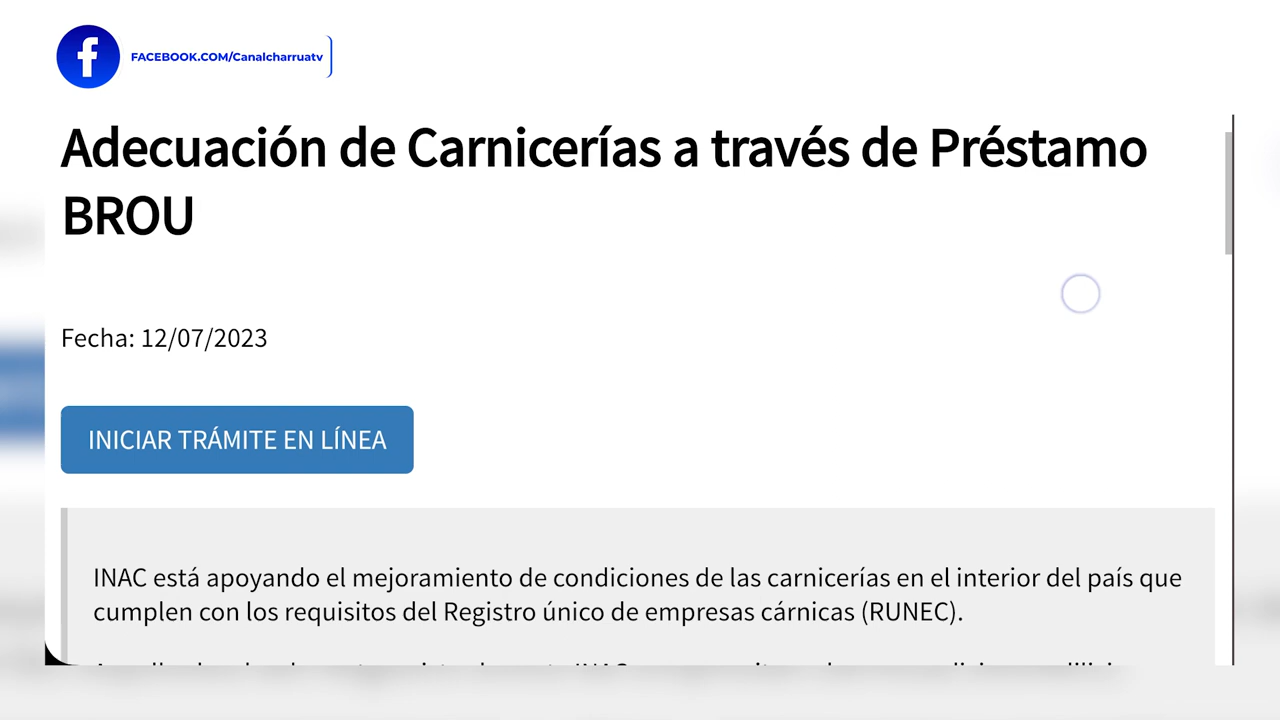 FACEBOOK.COM/Canalcharruatv
Adecuación de Carnicerías a través de Préstamo
BROU
Fecha: 12/07/2023
INICIAR TRÁMITE EN LÍNEA
INAC está apoyando el mejoramiento de condiciones de las carnicerías en el interior del país que
cumplen con los requisitos del Registro único de empresas cárnicas (RUNEC).